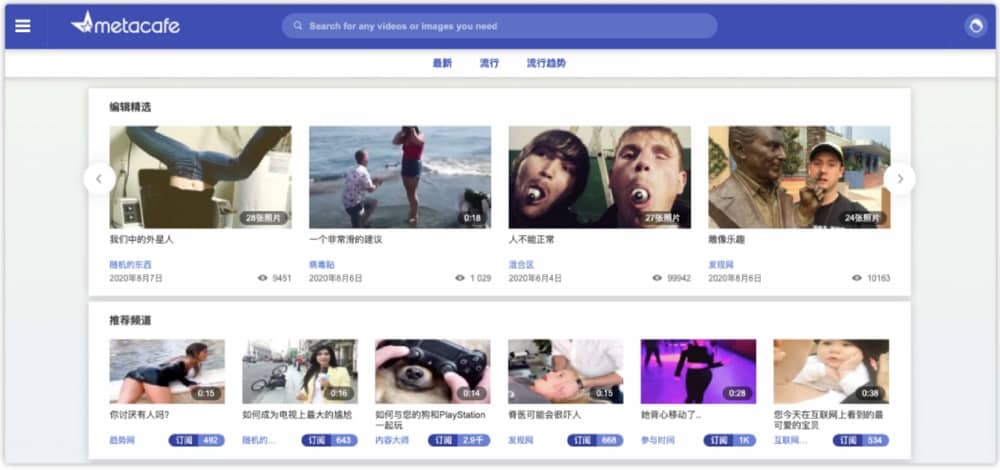 metacafe
Search for any videos or images you need
最新 流行 流行趋势
编辑精选
28张照片 0:18 27张照片 24张照片
我们中的外星人 一个非常滑的建议 人不能正常 雕像乐趣
随机的东西 病毒贴 混合区 发现网
2020年8月7日 9451 2020年8月6日 1 029 2020年6月4日 99942 2020年8月6日 10163
推荐频道
0:15 0:16 0:14 0:15 0:28 0:38
你讨厌有人吗? 如何成为电视上最大的尴尬 如何与您的狗和PlayStation 脊医可能会很吓人 她背心移动了.. 您今天在互联网上看到的最
一起玩 可爱的宝贝
趋势网 订阅 492 随机的... 订阅 643 内容大师 订阅 2.9千 发现网 订阅 668 参与时间 订阅 1K 互联网... 订阅 534